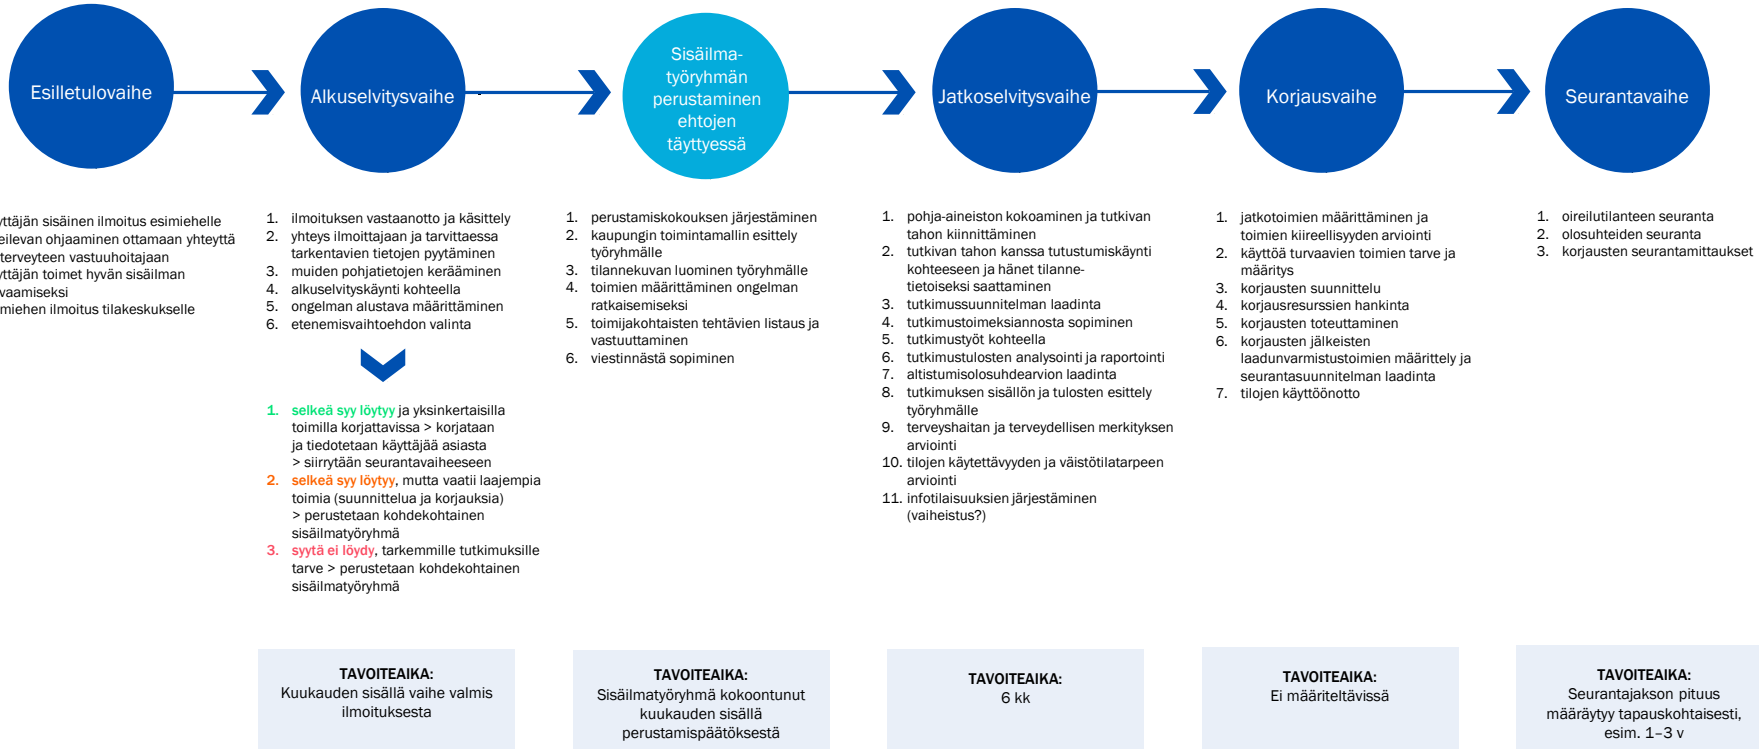 Esilletulovaihe
Alkuselvitysvaihe
Sisäilma-
työryhmän
perustaminen
ehtojen
täyttyessä
Jatkoselvitysvaihe
Korjausvaihe
Seurantavaihe
sisäinen ilmoitus esimiehelle
ohjaaminen ottamaan yhteyttä
vastuuhoitajaan
toimet hyvän sisäilman
ilmoitus tilakeskukselle
1. ilmoituksen vastaanotto ja käsittely
2. yhteys ilmoittajaan ja tarvittaessa
tarkentavien tietojen pyytäminen
3. muiden pohjatietojen kerääminen
4. alkuselvityskäynti kohteella
5. ongelman alustava määrittäminen
6. etenemisvaihtoehdon valinta
1. selkeä syy löytyy ja yksinkertaisilla
toimilla korjattavissa > korjataan
ja tiedotetaan käyttäjää asiasta
> siirrytään seurantavaiheeseen
2. selkeä syy löytyy, mutta vaatii laajempia
toimia (suunnittelua ja korjauksia)
> perustetaan kohdekohtainen
sisäilmatyöryhmä
3. syytä ei löydy, tarkemmille tutkimuksille
tarve > perustetaan kohdekohtainen
sisäilmatyöryhmä
1. perustamiskokouksen järjestäminen
2. kaupungin toimintamallin esittely
työryhmälle
3. tilannekuvan luominen työryhmälle
4. toimien määrittäminen ongelman
ratkaisemiseksi
5. toimijakohtaisten tehtävien listaus ja
vastuuttaminen
6. viestinnästä sopiminen
1. pohja-aineiston kokoaminen ja tutkivan
tahon kiinnittäminen
2. tutkivan tahon kanssa tutustumiskäynti
kohteeseen ja hänet tilanne-
tietoiseksi saattaminen
3. tutkimussuunnitelman laadinta
4. tutkimustoimeksiannosta sopiminen
5. tutkimustyöt kohteella
6. tutkimustulosten analysointi ja raportointi
7. altistumisolosuhdearvion laadinta
8. tutkimuksen sisällön ja tulosten esittely
työryhmälle
9. terveyshaitan ja terveydellisen merkityksen
arviointi
10. tilojen käytettävyyden ja väistötilatarpeen
arviointi
11. infotilaisuuksien järjestäminen
(vaiheistus?)
1. jatkotoimien määrittäminen ja
toimien kiireellisyyden arviointi
2. käyttöä turvaavien toimien tarve ja
määritys
3. korjausten suunnittelu
4. korjausresurssien hankinta
5. korjausten toteuttaminen
6. korjausten jälkeisten
laadunvarmistustoimien määrittely ja
seurantasuunnitelman laadinta
7. tilojen käyttöönotto
1. oireilutilanteen seuranta
2. olosuhteiden seuranta
3. korjausten seurantamittaukset
TAVOITEAIKA:
Kuukauden sisällä vaihe valmis
ilmoituksesta
TAVOITEAIKA:
Sisäilmatyöryhmä kokoontunut
kuukauden sisällä
perustamispäätöksestä
TAVOITEAIKA:
6 kk
TAVOITEAIKA:
Ei määriteltävissä
TAVOITEAIKA:
Seurantajakson pituus
määräytyy tapauskohtaisesti,
esim. 1–3 v